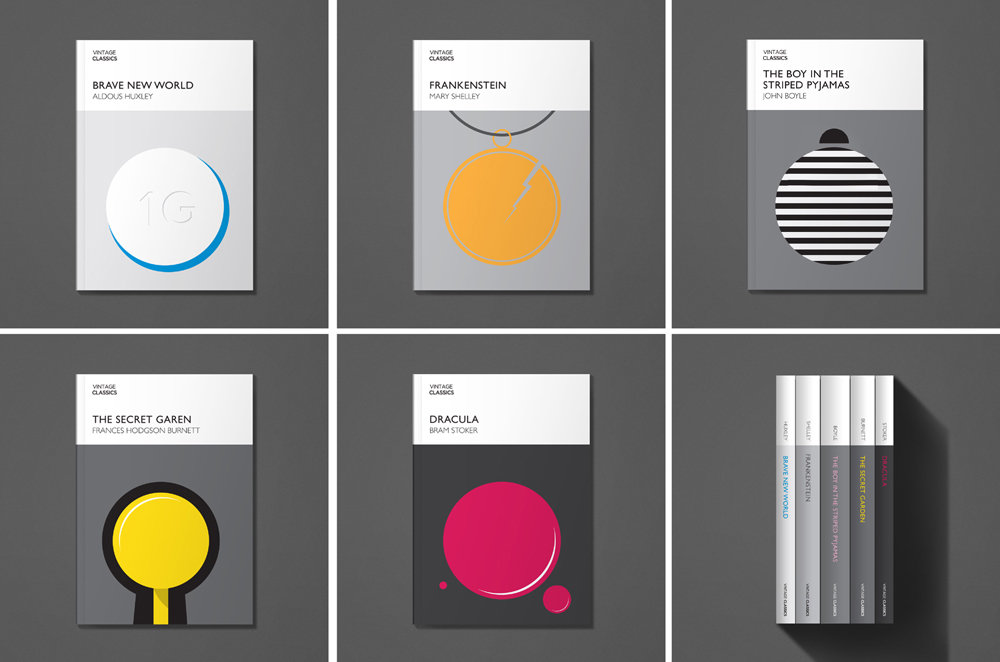 VINTAGE
CLASSICS
BRAVE NEW WORLD
ALDOUS HUXLEY
1G
VINTAGE
CLASSICS
FRANKENSTEIN
MARY SHELLEY
VINTAGE
CLASSICS
THE BOY IN THE
STRIPED PYJAMAS
JOHN BOYLE
VINTAGE
CLASSICS
THE SECRET GAREN
FRANCES HODGSON BURNETT
VINTAGE
CLASSICS
DRACULA
BRAM STOKER
HUXLEY BRAVE NEW WORLD VINTAGE CLASSICS
SHELLEY FRANKENSTEIN VINTAGE CLASSICS
BOYLE THE BOY IN THE STRIPED PYJAMAS VINTAGE CLASSICS
BURNETT THE SECRET GARDEN VINTAGE CLASSICS
STOKER DRACULA VINTAGE CLASSICS